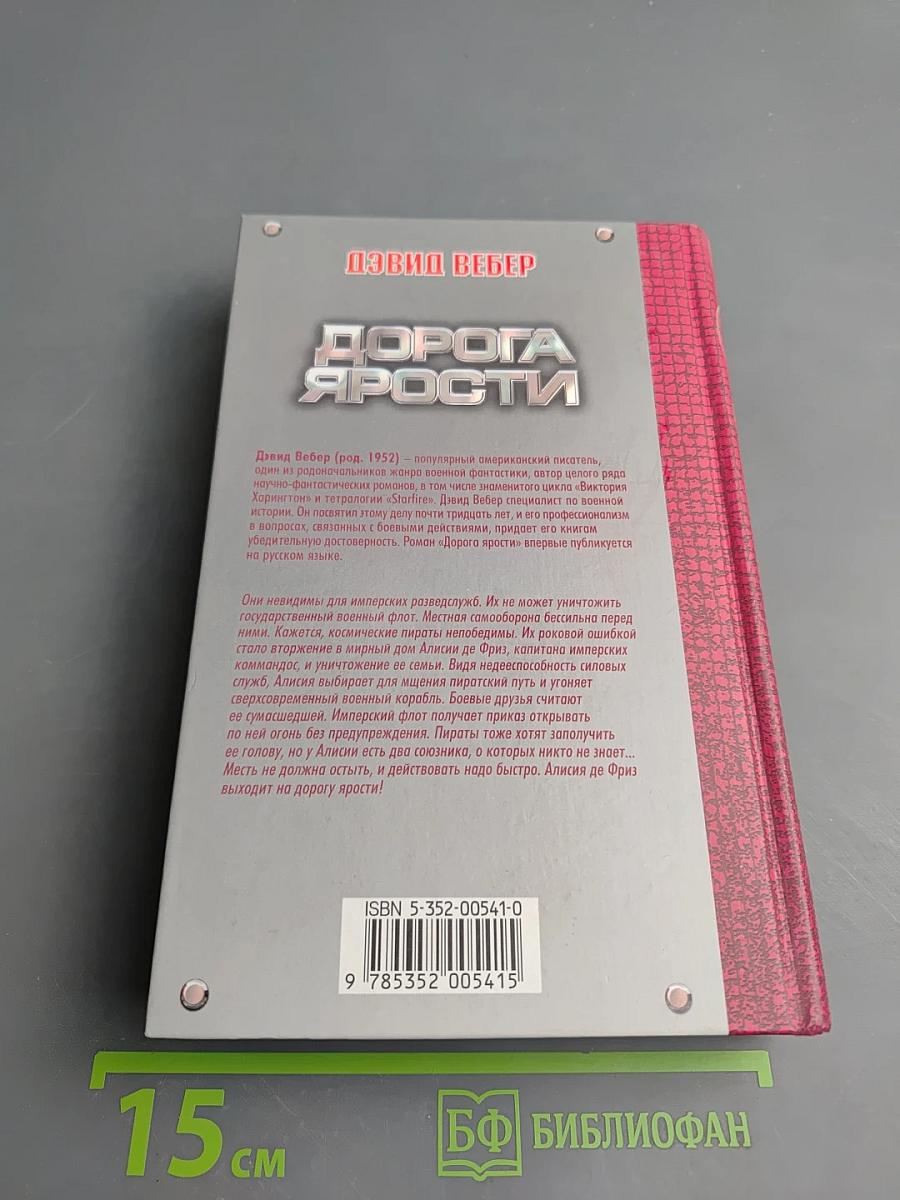 ДЭВИД ВЕБЕР
ДОРОГА
ЯРОСТИ
Дэвид Вебер (род. 1952) – популярный американский писатель,
один из родоначальников жанра военной фантастики, автор целого ряда
научно-фантастических романов, в том числе знаменитого цикла «Виктория
Харингтон» и тетралогии «Starfire». Дэвид Вебер специалист по военной
истории. Он посвятил этому делу почти тридцать лет, и его профессионализм
в вопросах, связанных с боевыми действиями, придает его книгам
убедительную достоверность. Роман «Дорога ярости» впервые публикуется
на русском языке.
Они невидимы для имперских разведслужб. Их не может уничтожить
государственный военный флот. Местная самооборона бессильна перед
ними. Кажется, космические пираты непобедимы. Их роковой ошибкой
стало вторжение в мирный дом Алисии де Фриз, капитана имперских
коммандос, и уничтожение ее семьи. Видя недееспособность силовых
служб, Алисия выбирает для мщения пиратский путь и угоняет
сверхсовременный военный корабль. Боевые друзья считают
ее сумасшедшей. Имперский флот получает приказ открывать
по ней огонь без предупреждения. Пираты тоже хотят заполучить
ее голову, но у Алисии есть два союзника, о которых никто не знает...
Месть не должна остыть, и действовать надо быстро. Алисия де Фриз
выходит на дорогу ярости!
ISBN 5-352-00541-0
9 785352 005415
15 см
БФ БИБЛИОФАН